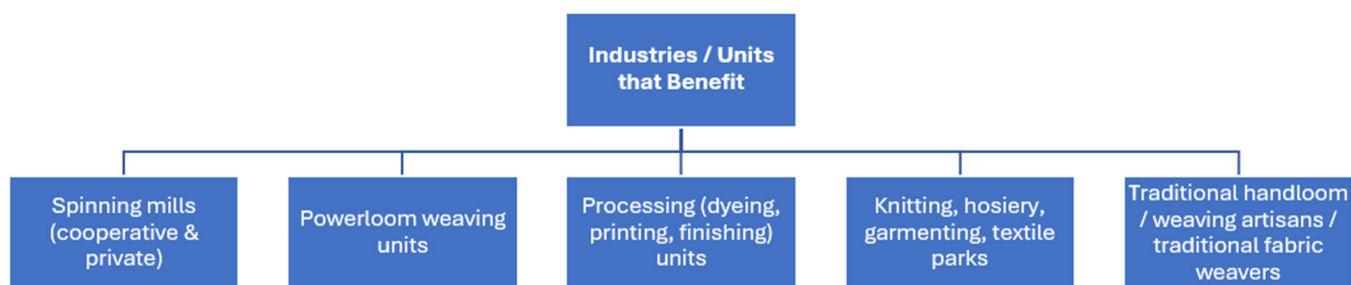 Industries / Units
that Benefit
Spinning mills
(cooperative &
private)
Powerloom weaving
units
Processing (dyeing,
printing, finishing)
units
Knitting, hosiery,
garmenting, textile
parks
Traditional handloom
/ weaving artisans /
traditional fabric
weavers